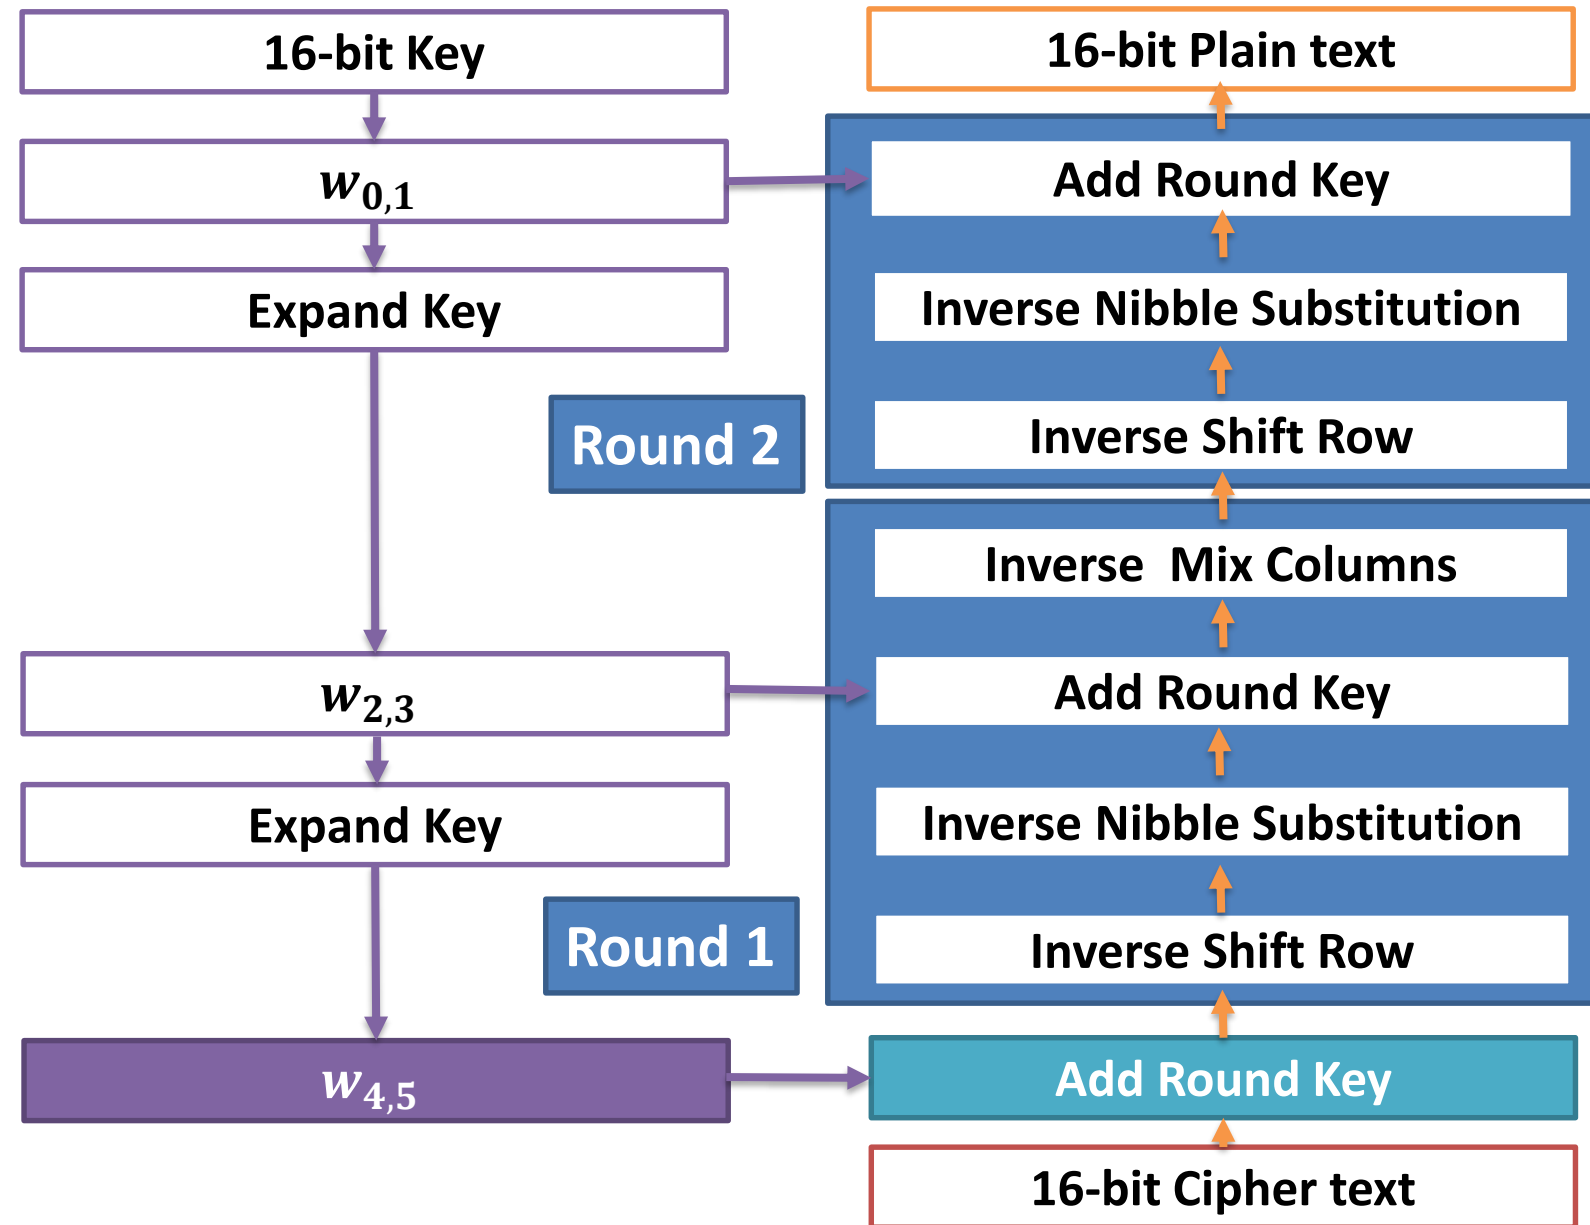 16-bit Key
w0,1
Expand Key
Round 2
w2,3
Expand Key
Round 1
w4,5
16-bit Plain text
Add Round Key
Inverse Nibble Substitution
Inverse Shift Row
Inverse Mix Columns
Add Round Key
Inverse Nibble Substitution
Inverse Shift Row
Add Round Key
16-bit Cipher text